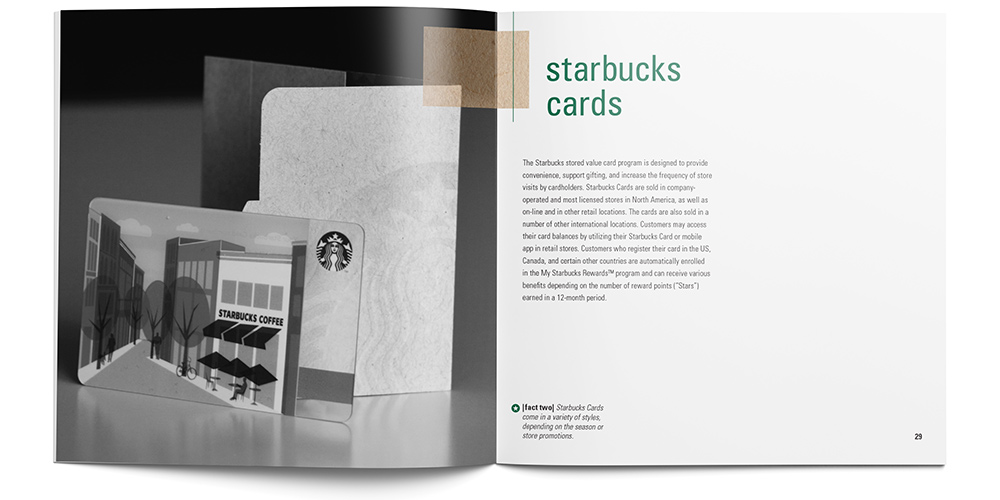 STARBUCKS COFFEE
starbucks
cards
The Starbucks stored value card program is designed to provide
convenience, support gifting, and increase the frequency of store
visits by cardholders. Starbucks Cards are sold in company-
operated and most licensed stores in North America, as well as
on-line and in other retail locations. The cards are also sold in a
number of other international locations. Customers may access
their card balances by utilizing their Starbucks Card or mobile
app in retail stores. Customers who register their card in the US,
Canada, and certain other countries are automatically enrolled
in the My Starbucks Rewards™ program and can receive various
benefits depending on the number of reward points (“Stars”)
earned in a 12-month period.
|fact two| Starbucks Cards
come in a variety of styles,
depending on the season or
store promotions.
29